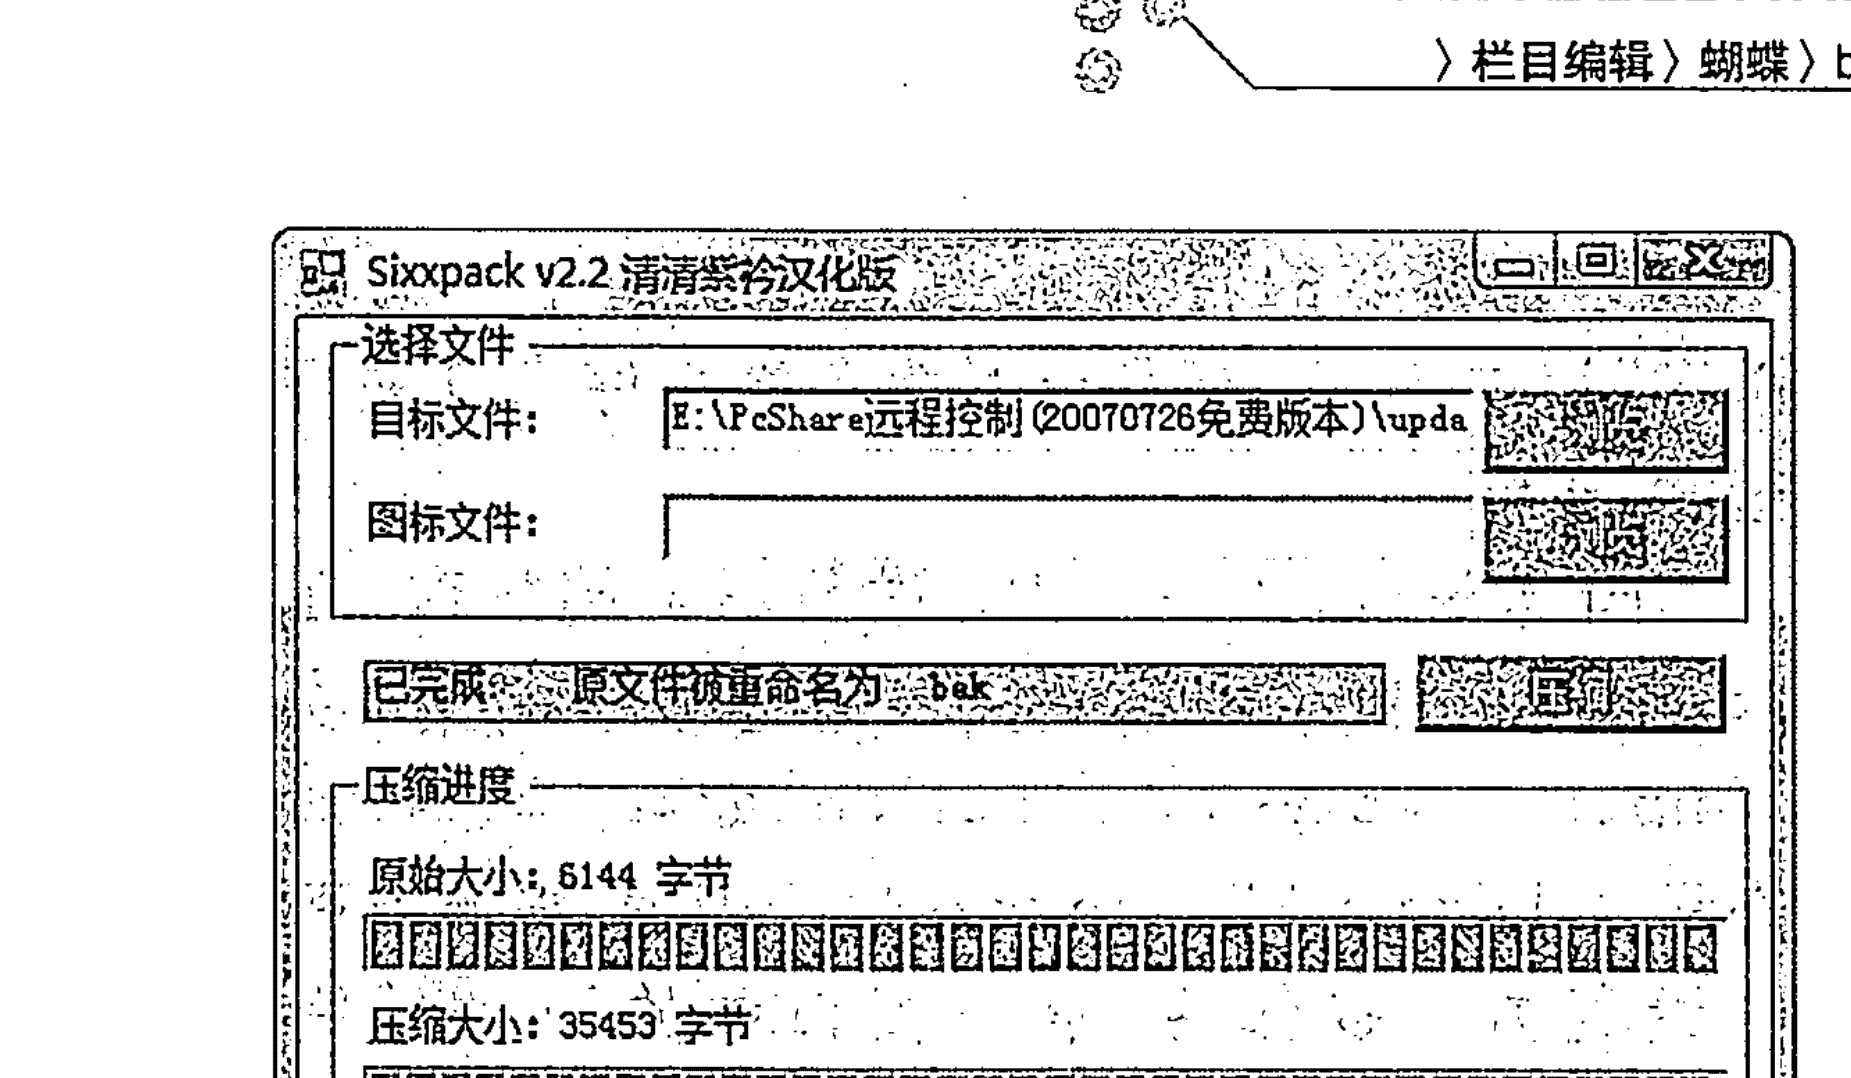 〉栏目编辑〉蝴蝶〉b
Sixxpack v2.2 清清紫衿汉化版
选择文件
目标文件: E:\PcShare远程控制(20070726免费版本)\upda
图标文件:
已完成. 原文件被重命名为 bak
压缩
压缩进度
原始大小: 6144 字节
压缩大小: 35453 字节